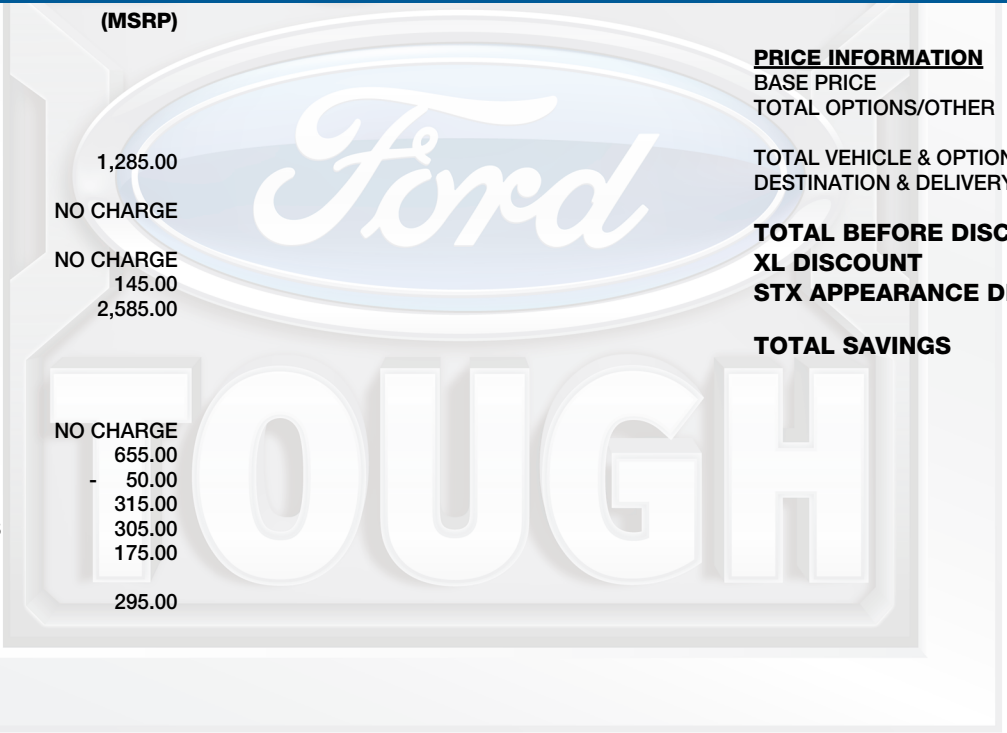 (MSRP)
1,285.00
NO CHARGE
NO CHARGE
145.00
2,585.00
NO CHARGE
655.00
- 50.00
315.00
305.00
175.00
295.00
PRICE INFORMATION
BASE PRICE
TOTAL OPTIONS/OTHER
TOTAL VEHICLE & OPTION
DESTINATION & DELIVERY
TOTAL BEFORE DISC
XL DISCOUNT
STX APPEARANCE D
TOTAL SAVINGS
Ford
TOUGH